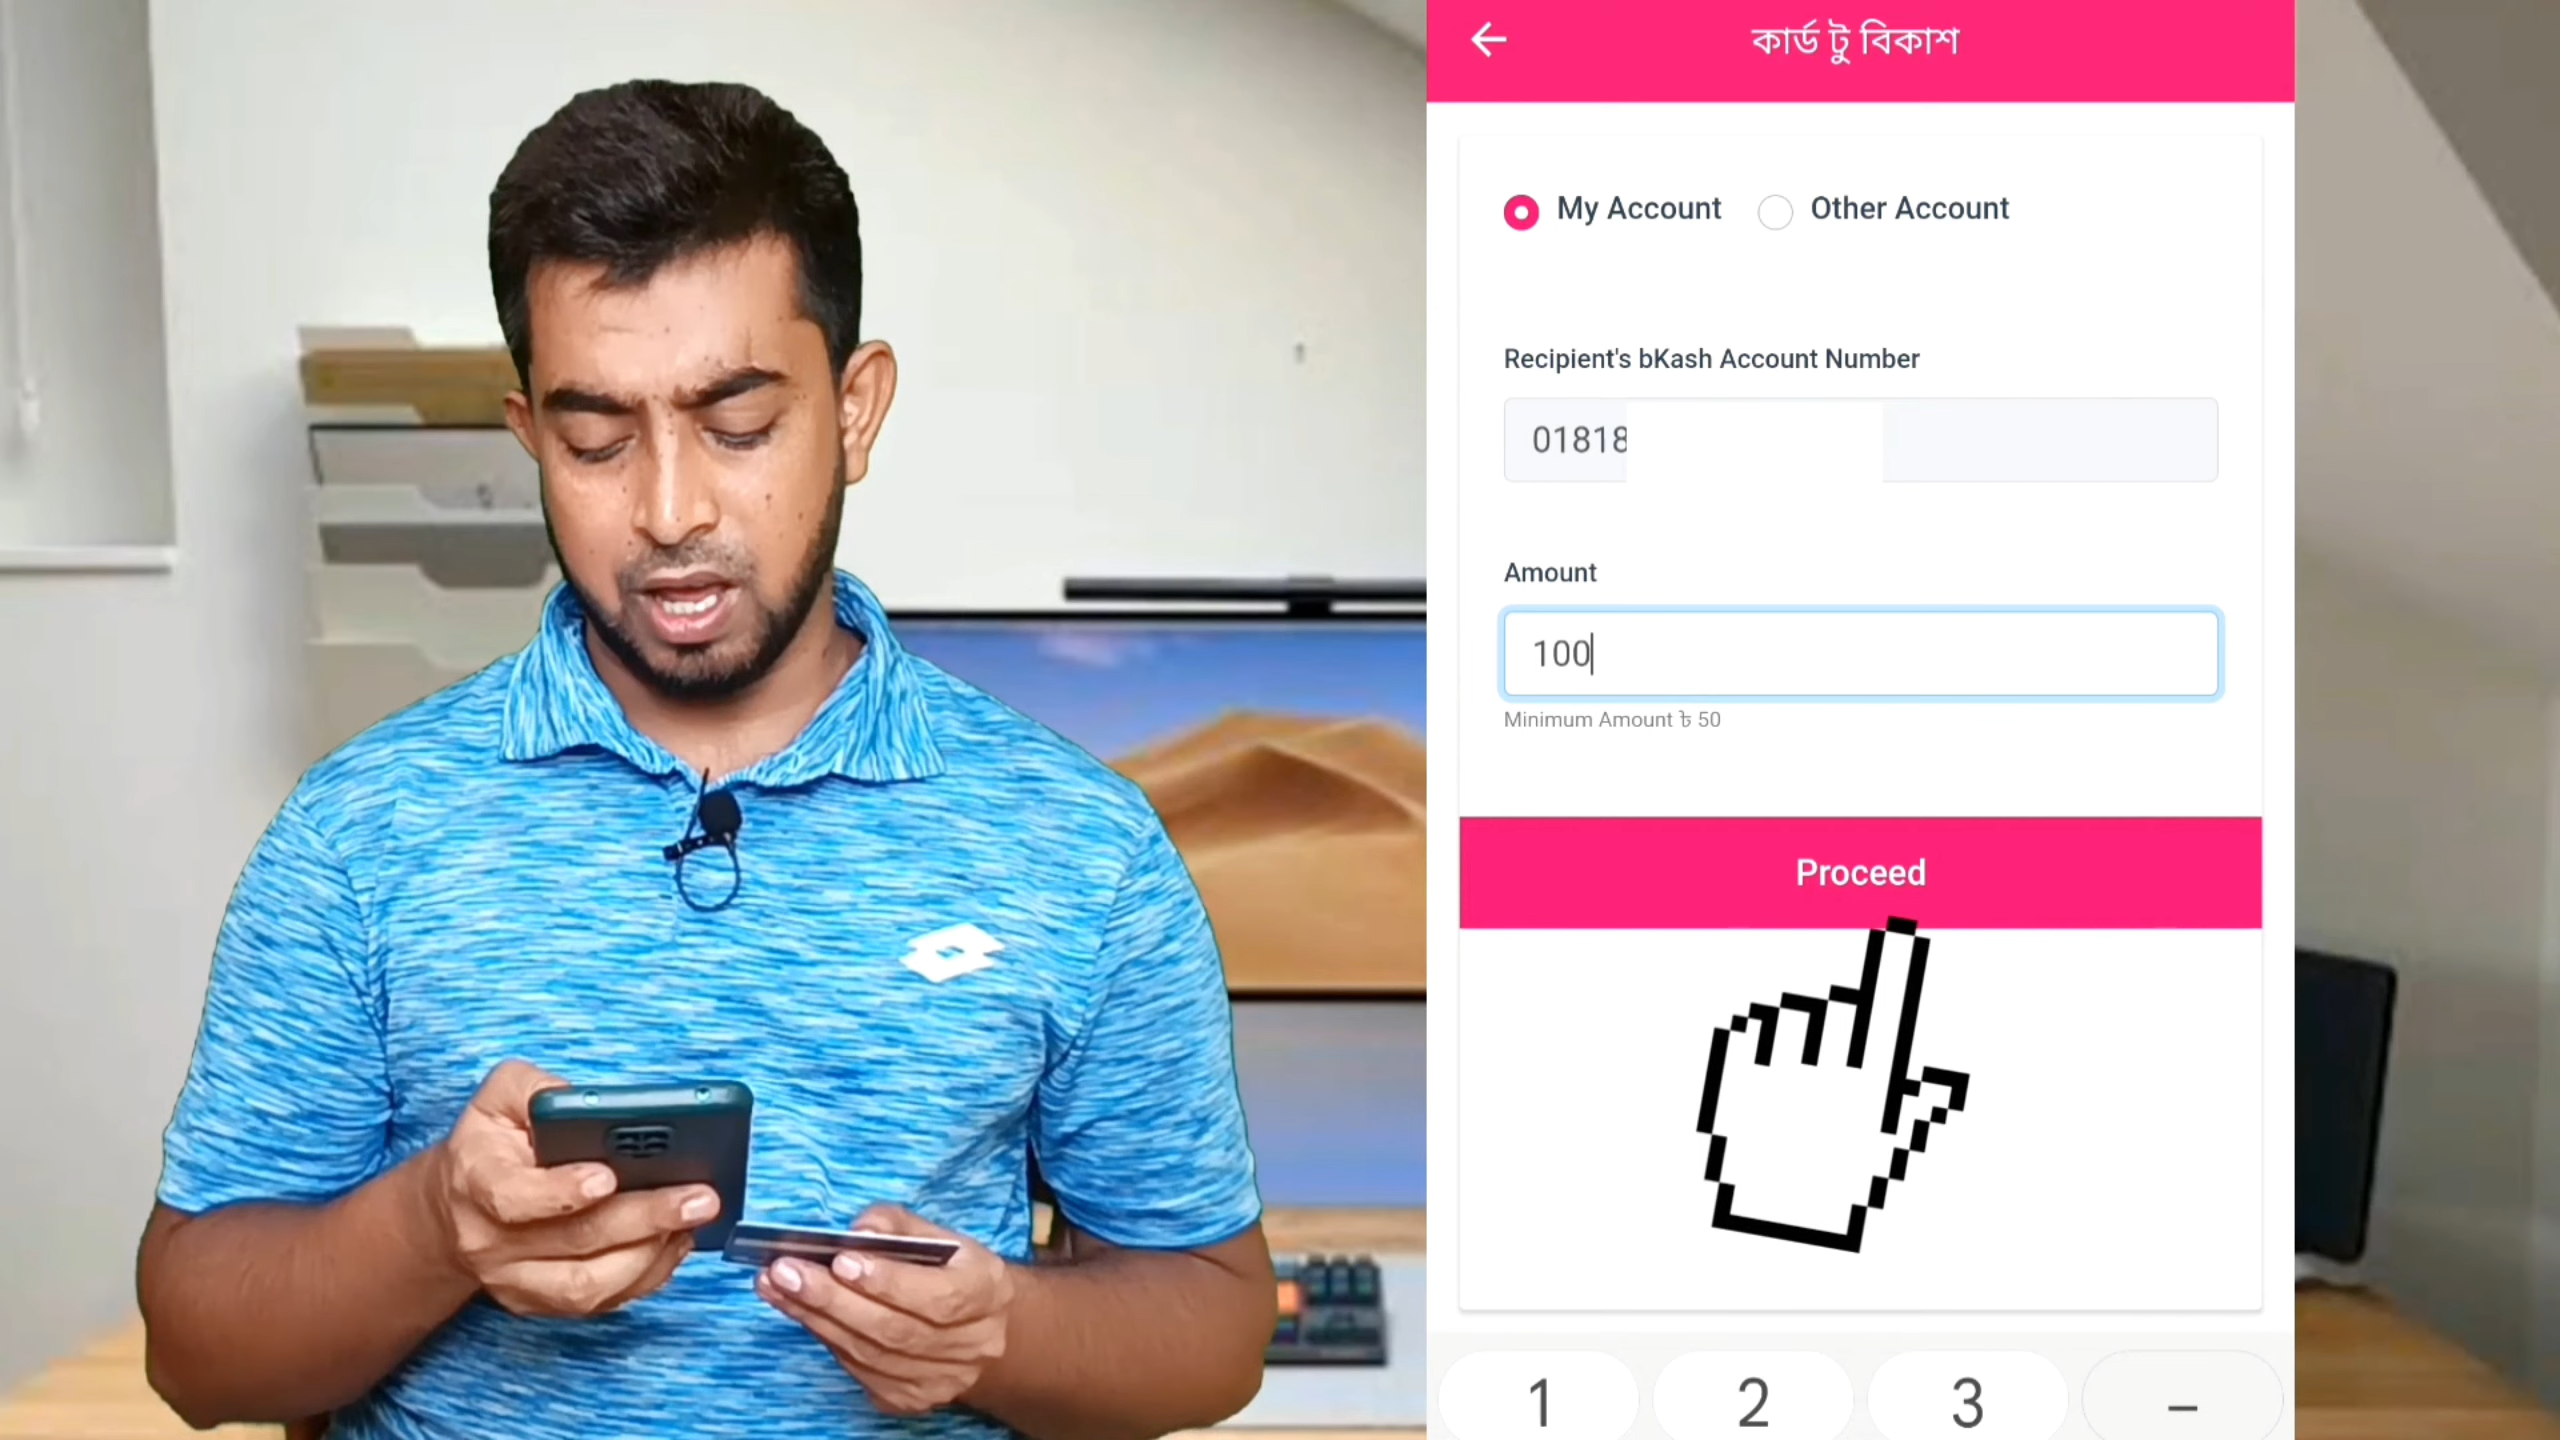 কার্ড টু বিকাশ
My Account
Other Account
Recipient's bKash Account Number
01818
Amount
100
Minimum Amount ৳ 50
Proceed
1 2 3 –